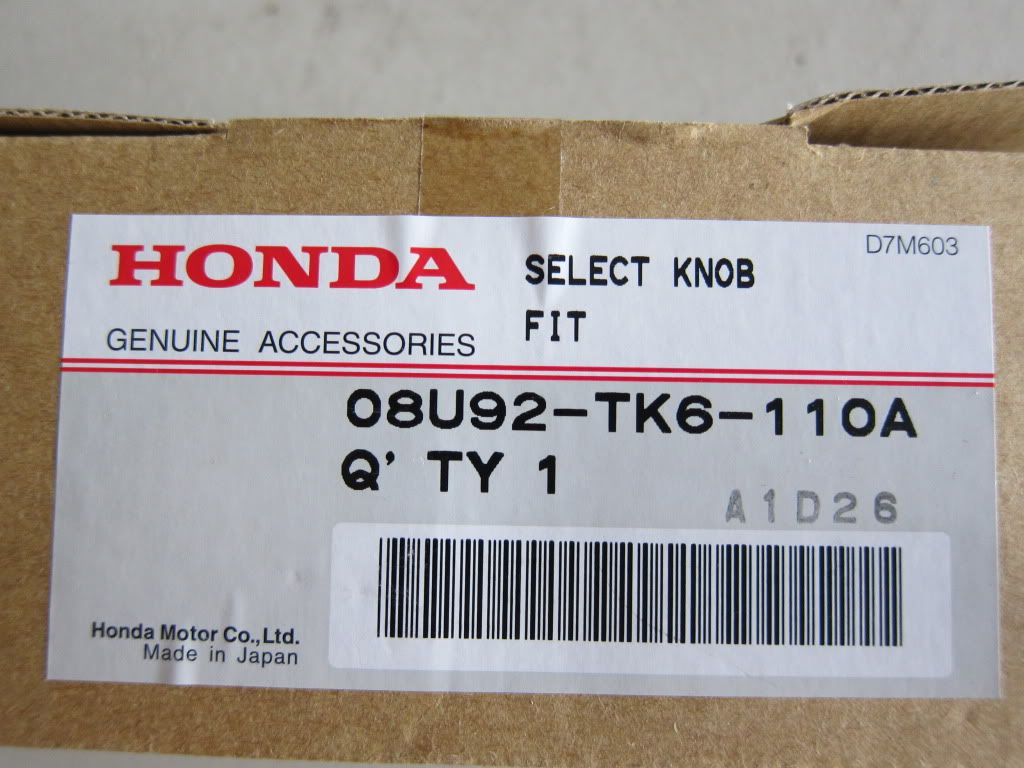 HONDA
GENUINE ACCESSORIES
SELECT KNOB
FIT
D7M603
08U92-TK6-110A
Q' TY 1
A1D26
Honda Motor Co.,Ltd.
Made in Japan